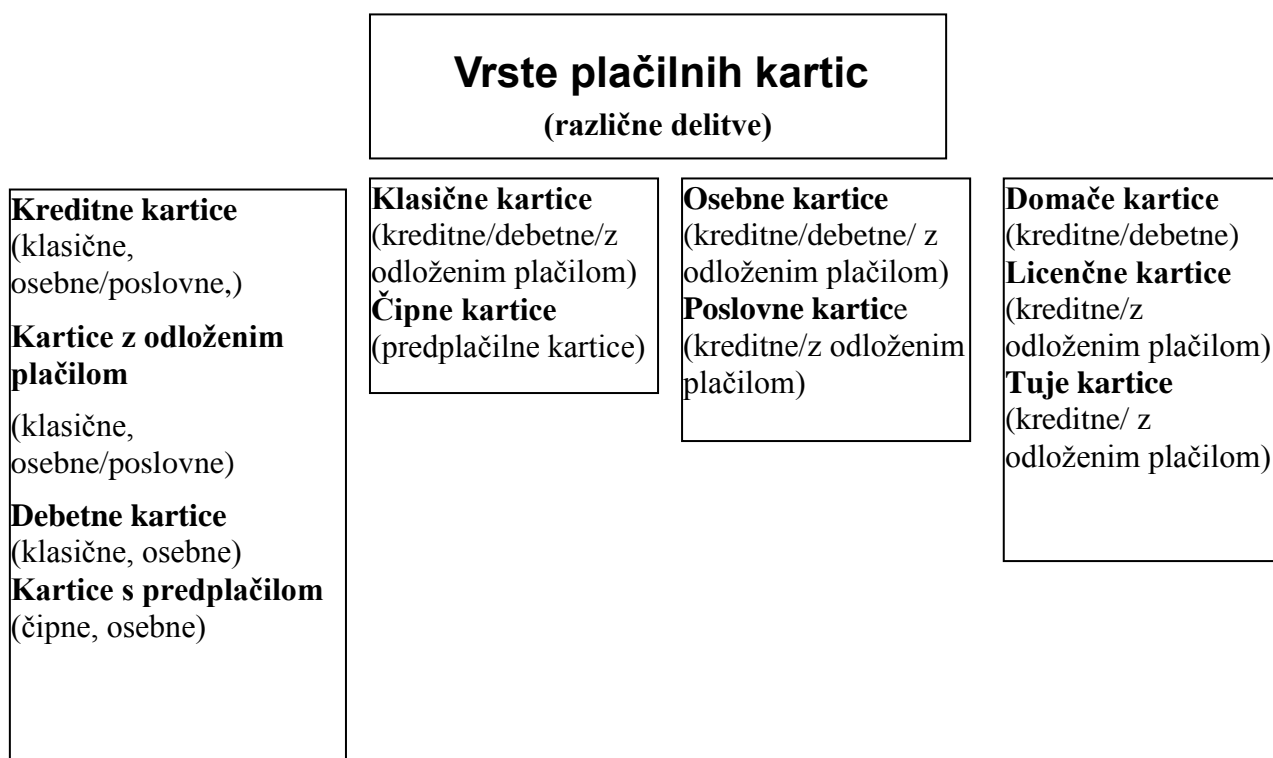 Vrste plačilnih kartic
(različne delitve)
Kreditne kartice
(klasične,
osebne/poslovne,)
Kartice z odloženim
plačilom
(klasične,
osebne/poslovne)
Debetne kartice
(klasične, osebne)
Kartice s predplačilom
(čipne, osebne)
Klasične kartice
(kreditne/debetne/z
odloženim plačilom)
Čipne kartice
(predplačilne kartice)
Osebne kartice
(kreditne/debetne/ z
odloženim plačilom)
Poslovne kartice
(kreditne/z odloženim
plačilom)
Domače kartice
(kreditne/debetne)
Licenčne kartice
(kreditne/z
odloženim plačilom)
Tuje kartice
(kreditne/ z
odloženim plačilom)